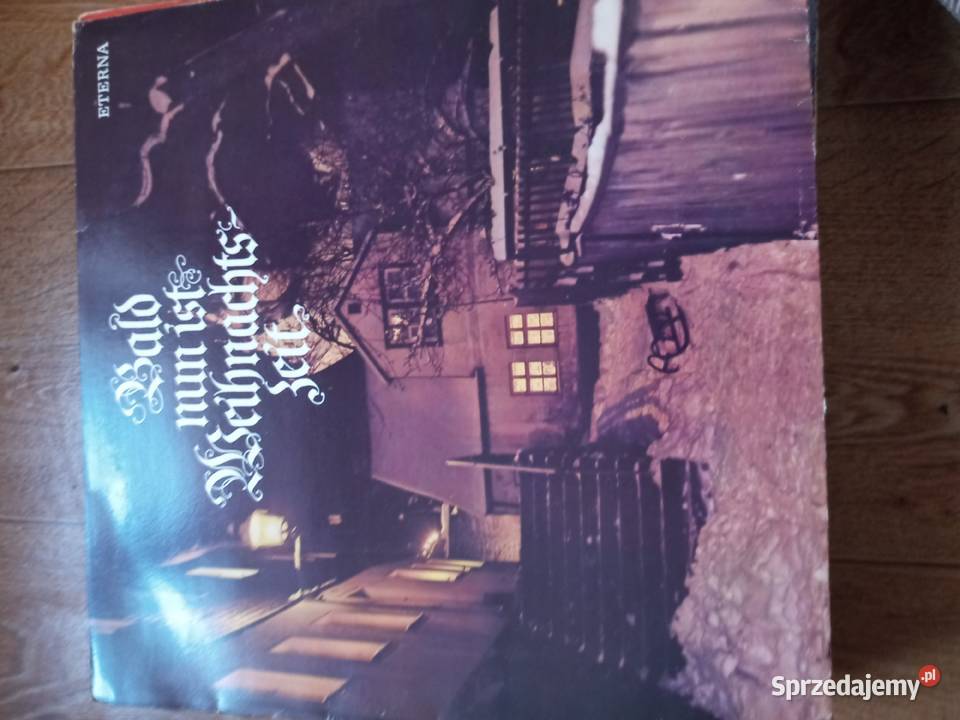 ETERNA
Bald
nun ist
Weihnachts
zeit
Sprzedajemy.pl